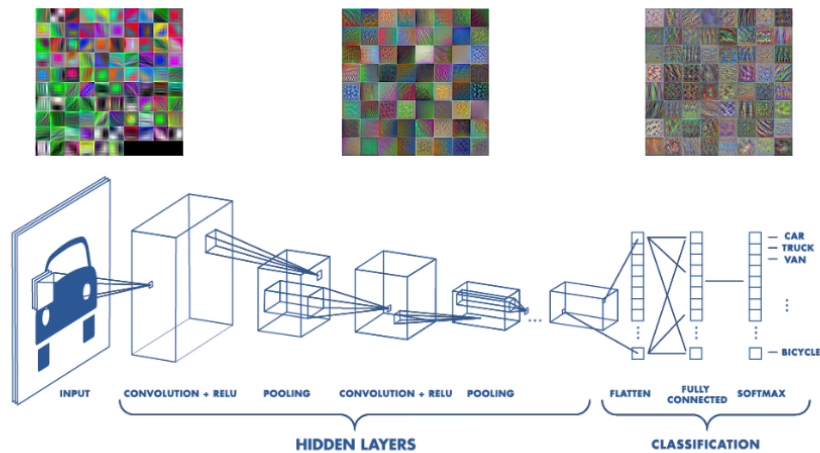 CAR
TRUCK
VAN
BICYCLE
INPUT
CONVOLUTION + RELU
POOLING
CONVOLUTION + RELU
POOLING
FLATTEN
FULLY
CONNECTED
SOFTMAX
HIDDEN LAYERS
CLASSIFICATION